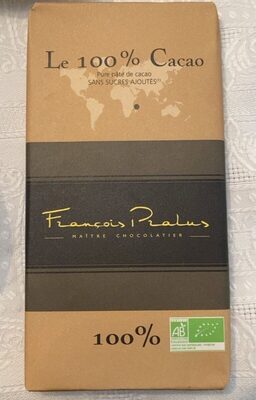 Le 100% Cacao
Pure pâte de cacao
SANS SUCRES AJOUTÉS
François Pralus
MAÎTRE CHOCOLATIER
100%
AB